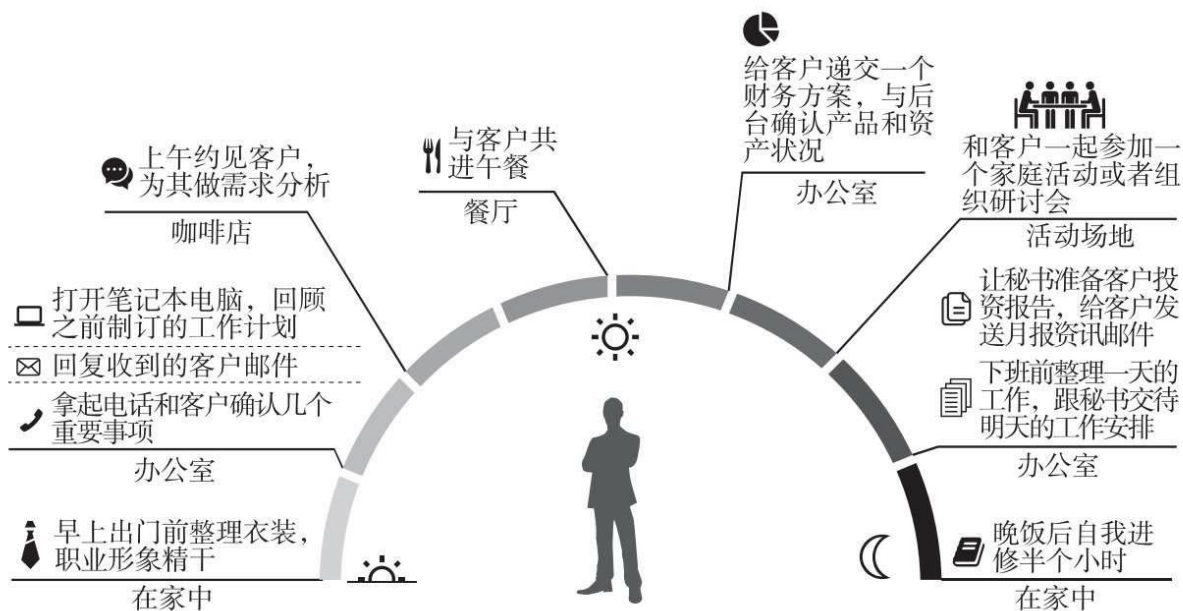 早上出门前整理衣装，
职业形象精干
在家中
打开笔记本电脑，回顾
之前制订的工作计划
回复收到的客户邮件
拿起电话和客户确认几个
重要事项
办公室
上午约见客户，
为其做需求分析
咖啡店
与客户共
进午餐
餐厅
给客户递交一个
财务方案，与后
台确认产品和资
产状况
办公室
和客户一起参加一
个家庭活动或者组
织研讨会
活动场地
让秘书准备客户投
资报告，给客户发
送月报资讯邮件
下班前整理一天的
工作，跟秘书交待
明天的工作安排
办公室
晚饭后自我进
修半个小时
在家中